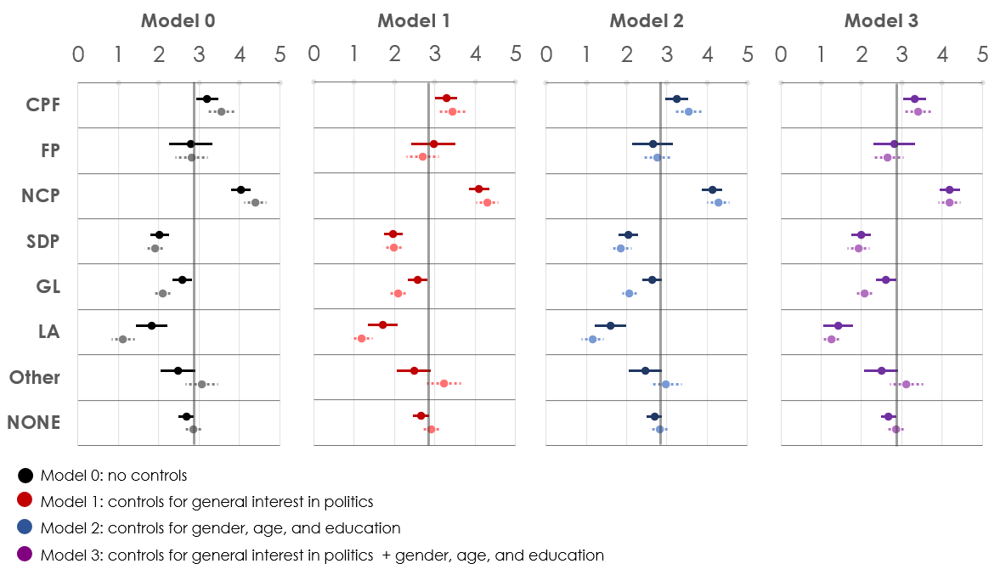 Model 0 Model 1 Model 2 Model 3
0 1 2 3 4 5 0 1 2 3 4 5 0 1 2 3 4 5 0 1 2 3 4 5
CPF
FP
NCP
SDP
GL
LA
Other
NONE
Model 0: no controls
Model 1: controls for general interest in politics
Model 2: controls for gender, age, and education
Model 3: controls for general interest in politics + gender, age, and education